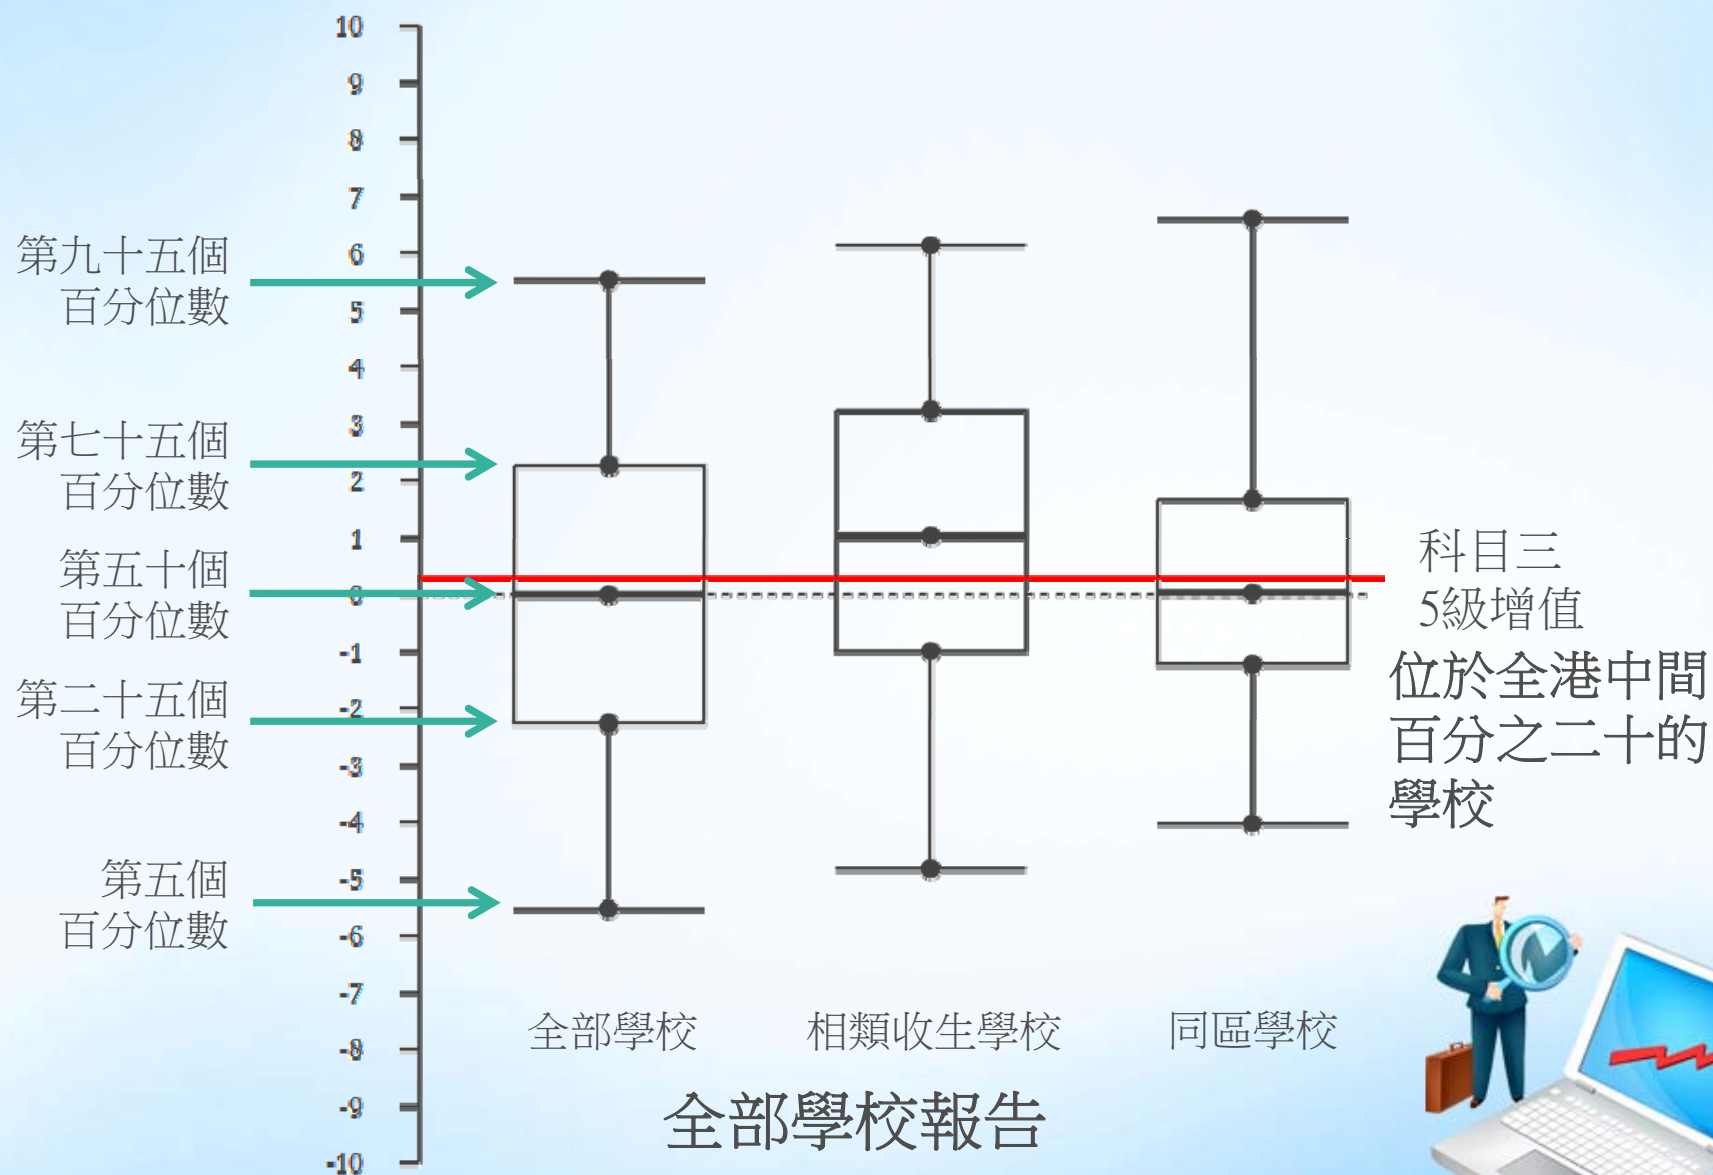 10
9
8
7
6
5
4
3
2
1
0
-1
-2
-3
-4
-5
-6
-7
-8
-9
-10
第九十五個
百分位數
第七十五個
百分位數
第五十個
百分位數
第二十五個
百分位數
第五個
百分位數
科目三
5級增值
位於全港中間
百分之二十的
學校
全部學校
相類收生學校
同區學校
全部學校報告